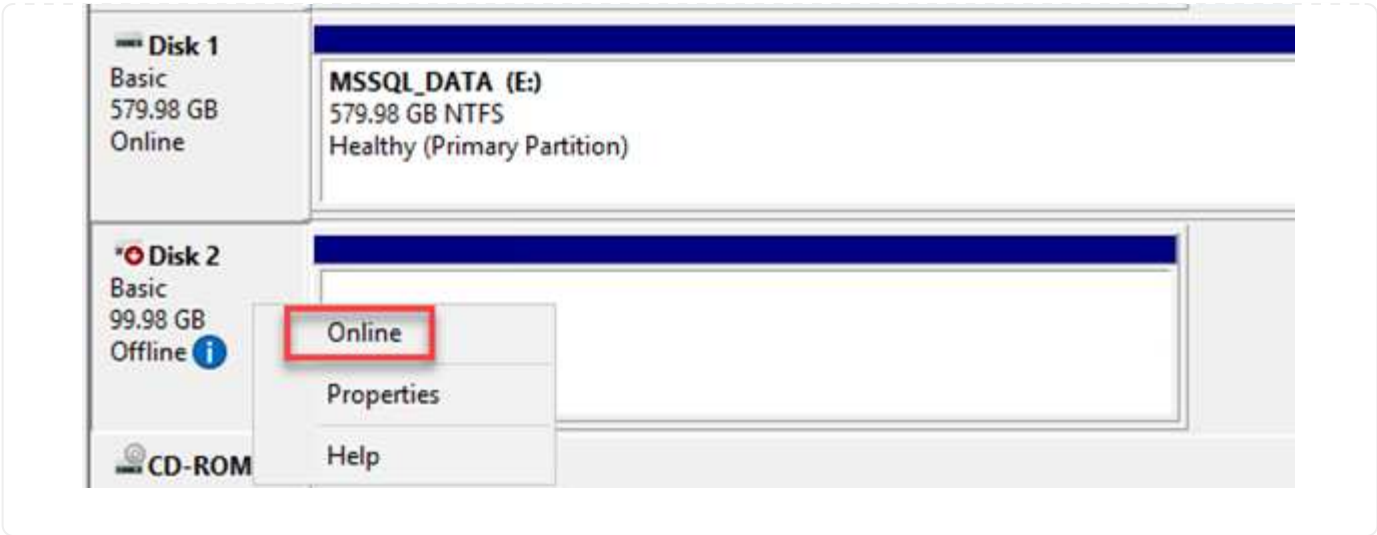 Disk 1
Basic
579.98 GB
Online
MSSQL_DATA (E:)
579.98 GB NTFS
Healthy (Primary Partition)
Disk 2
Basic
99.98 GB
Offline
Online
Properties
Help
CD-ROM